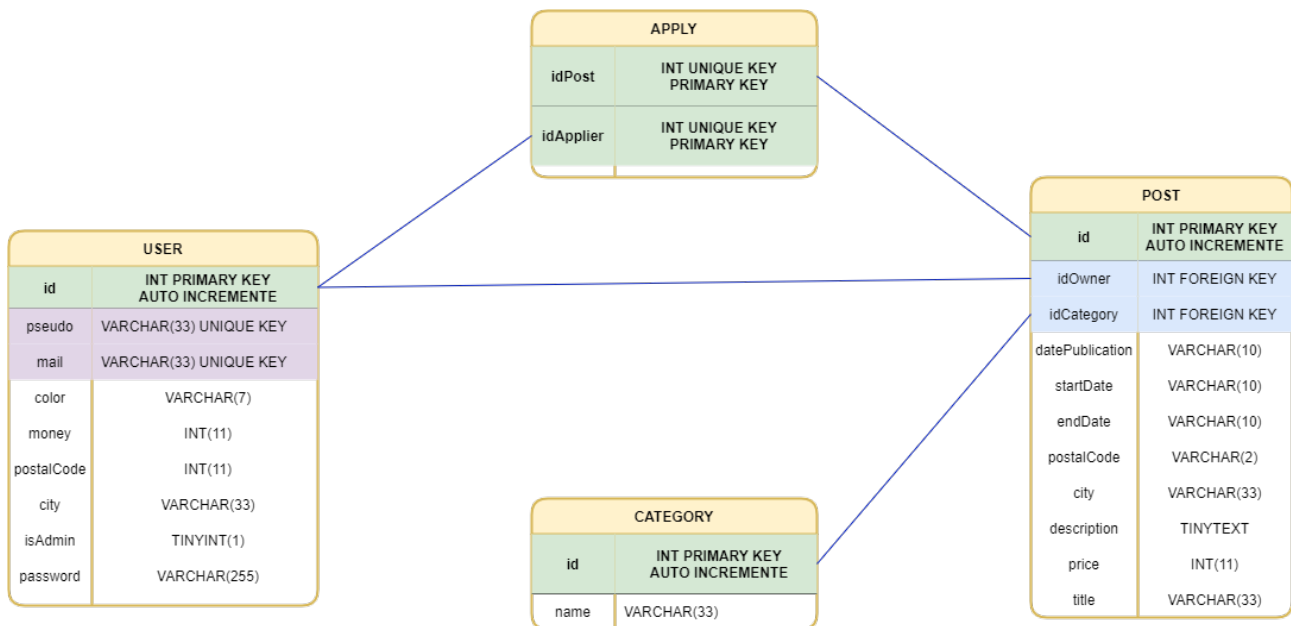 APPLY
idPost INT UNIQUE KEY
PRIMARY KEY
idApplier INT UNIQUE KEY
PRIMARY KEY
USER
id INT PRIMARY KEY
AUTO INCREMENTE
pseudo VARCHAR(33) UNIQUE KEY
mail VARCHAR(33) UNIQUE KEY
color VARCHAR(7)
money INT(11)
postalCode INT(11)
city VARCHAR(33)
isAdmin TINYINT(1)
password VARCHAR(255)
CATEGORY
id INT PRIMARY KEY
AUTO INCREMENTE
name VARCHAR(33)
POST
id INT PRIMARY KEY
AUTO INCREMENTE
idOwner INT FOREIGN KEY
idCategory INT FOREIGN KEY
datePublication VARCHAR(10)
startDate VARCHAR(10)
endDate VARCHAR(10)
postalCode VARCHAR(2)
city VARCHAR(33)
description TINYTEXT
price INT(11)
title VARCHAR(33)